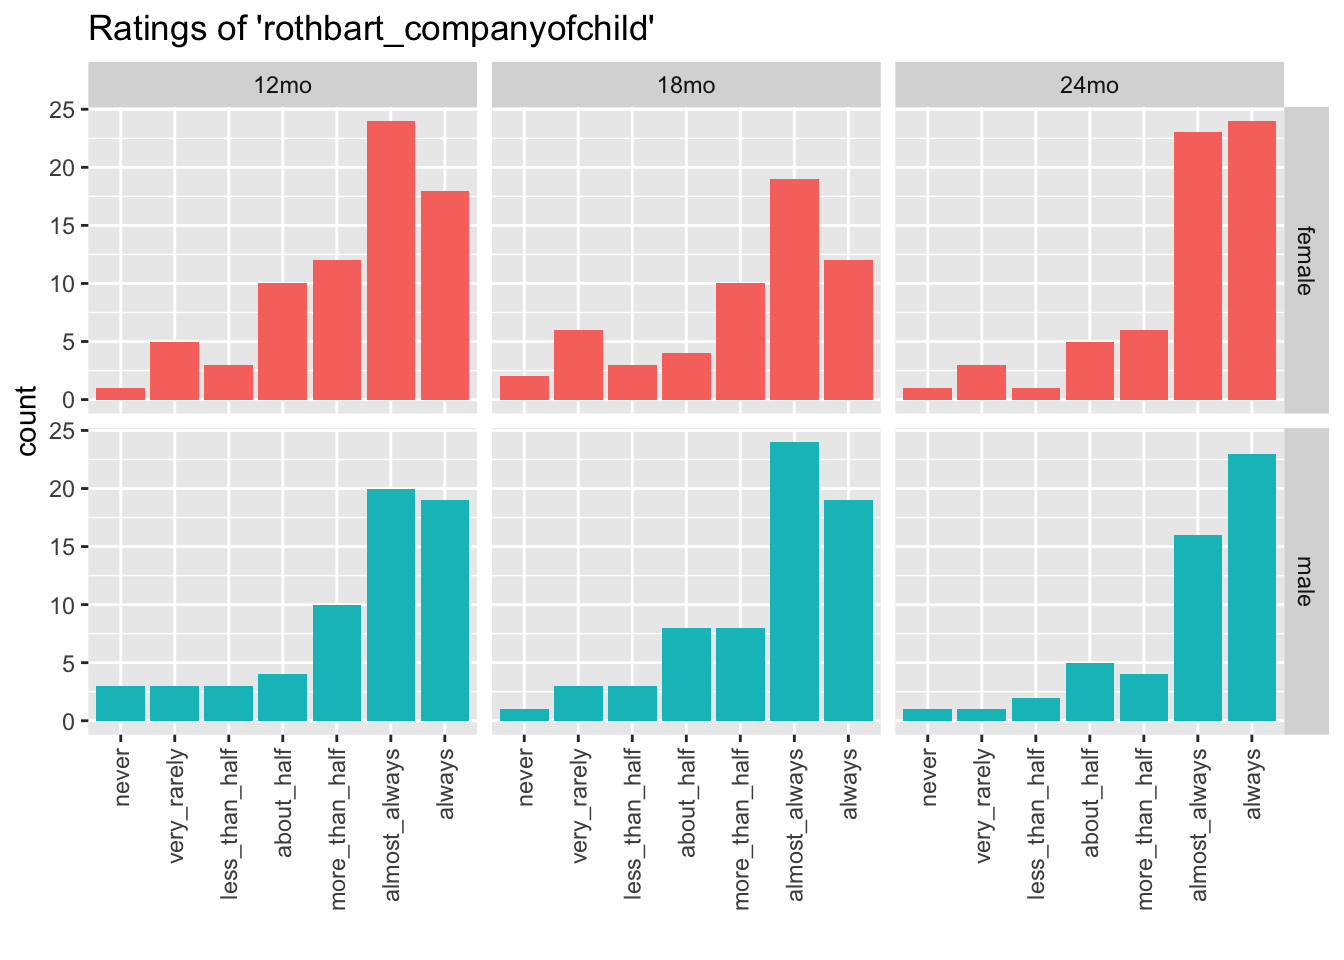 Ratings of 'rothbart_companyofchild'
12mo 18mo 24mo
25
20
15
10
5
0
female
count
25
20
15
10
5
0
male
never very_rarely less_than_half about_half more_than_half almost_always always
never very_rarely less_than_half about_half more_than_half almost_always always
never very_rarely less_than_half about_half more_than_half almost_always always